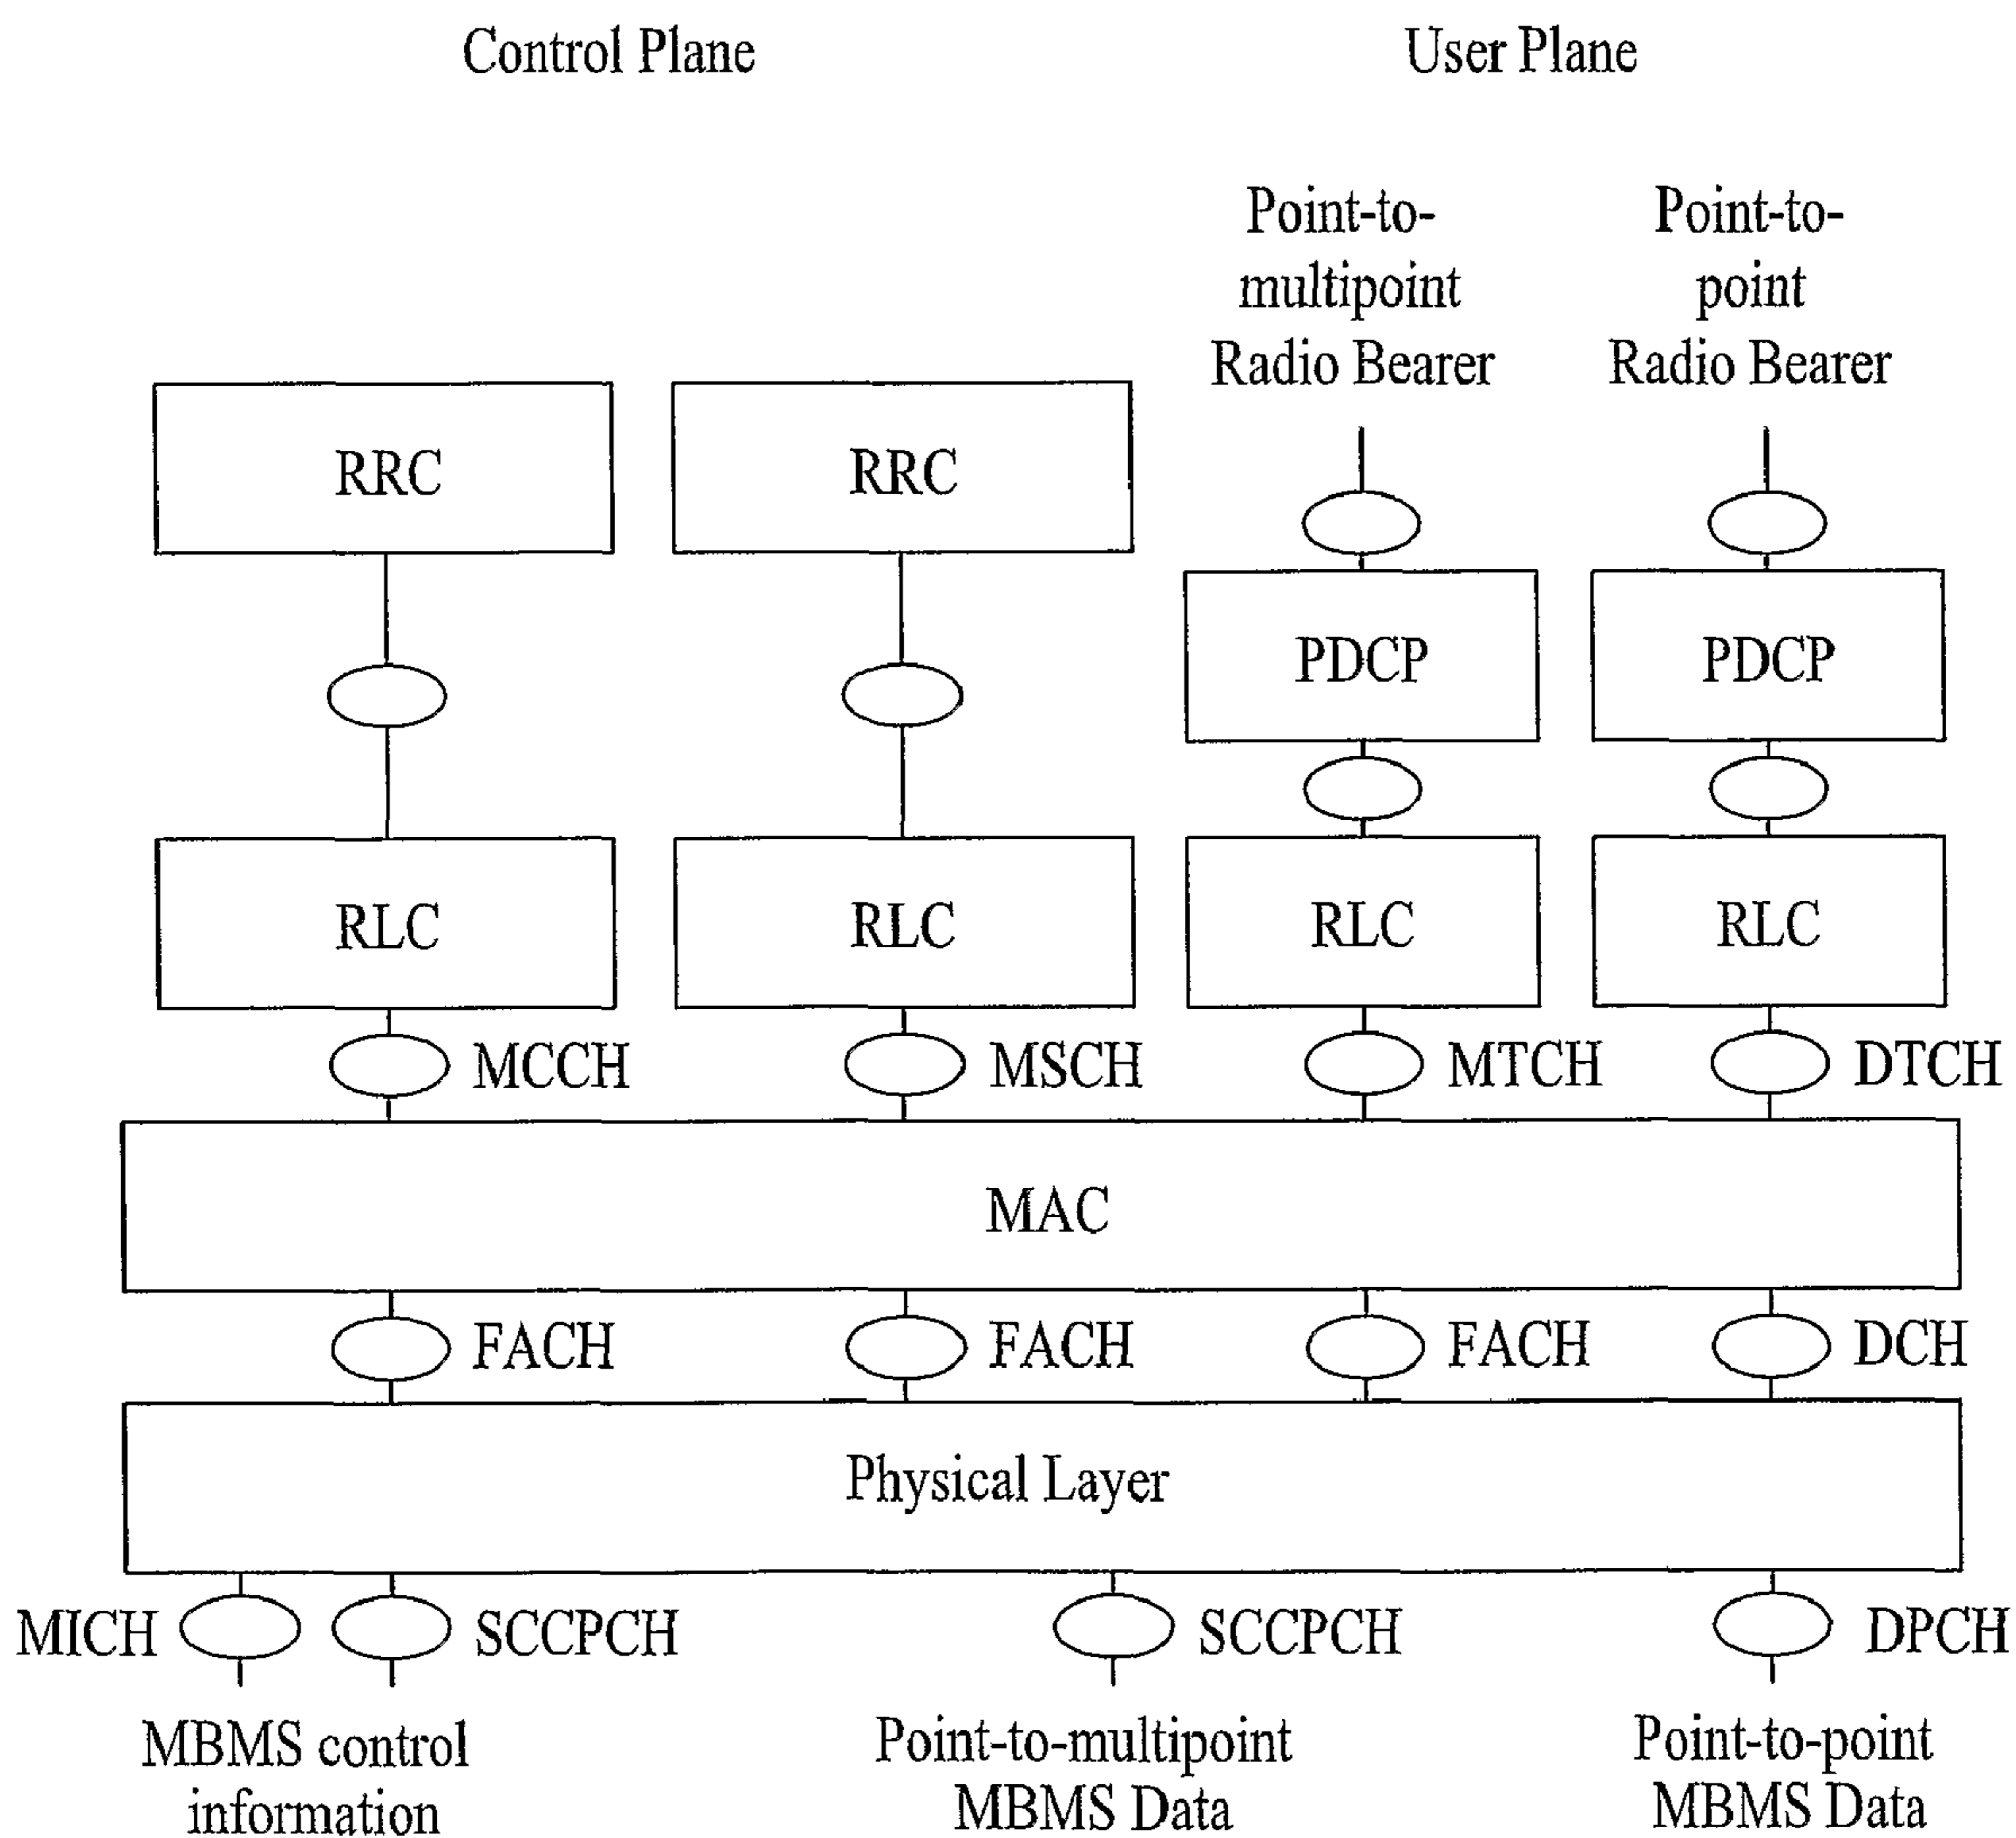 Control Plane
User Plane
Point-to-
multipoint
Radio Bearer
Point-to-
point
Radio Bearer
RRC
RRC
PDCP
PDCP
RLC
RLC
RLC
RLC
MCCH
MSCH
MTCH
DTCH
MAC
FACH
FACH
FACH
DCH
Physical Layer
MICH
SCCPCH
SCCPCH
DPCH
MBMS control
information
Point-to-multipoint
MBMS Data
Point-to-point
MBMS Data